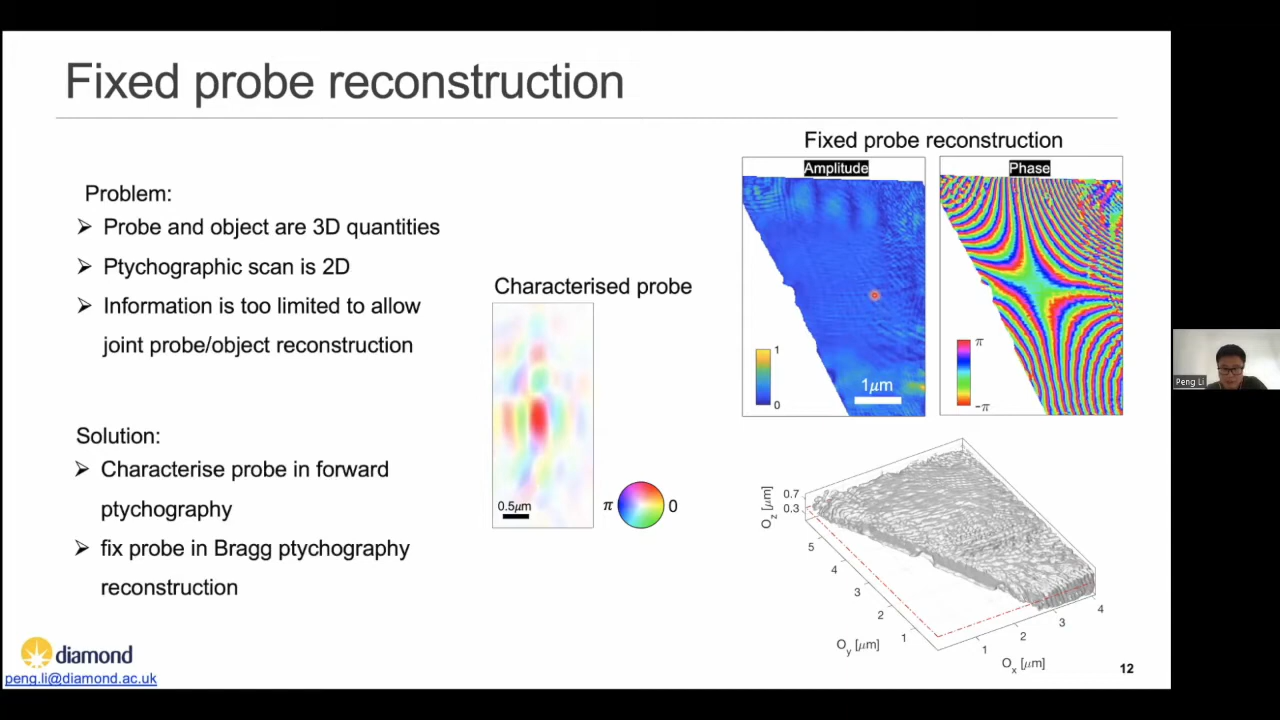 Fixed probe reconstruction
Problem:
➢ Probe and object are 3D quantities
➢ Ptychographic scan is 2D
➢ Information is too limited to allow
joint probe/object reconstruction
Solution:
➢ Characterise probe in forward
ptychography
➢ fix probe in Bragg ptychography
reconstruction
Characterised probe
0.5μm
π
0
Fixed probe reconstruction
Amplitude
1
0
1μm
Phase
π
-π
0.7
0.3
O_z [μm]
5
4
3
2
1
O_y [μm]
1
2
3
4
O_x [μm]
diamond
peng.li@diamond.ac.uk
12
Peng Li